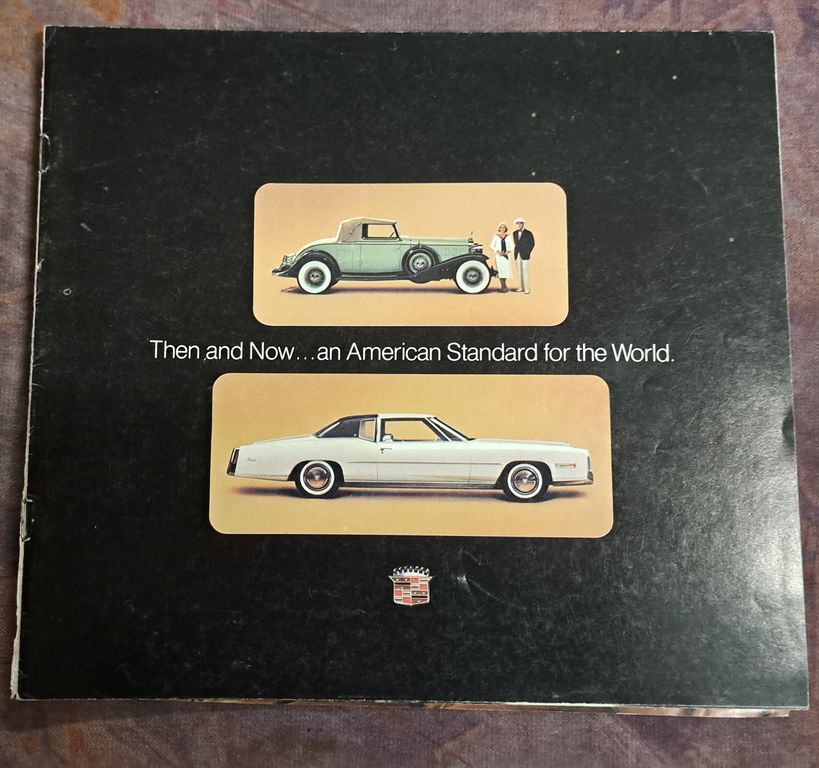 Then and Now...an American Standard for the World.